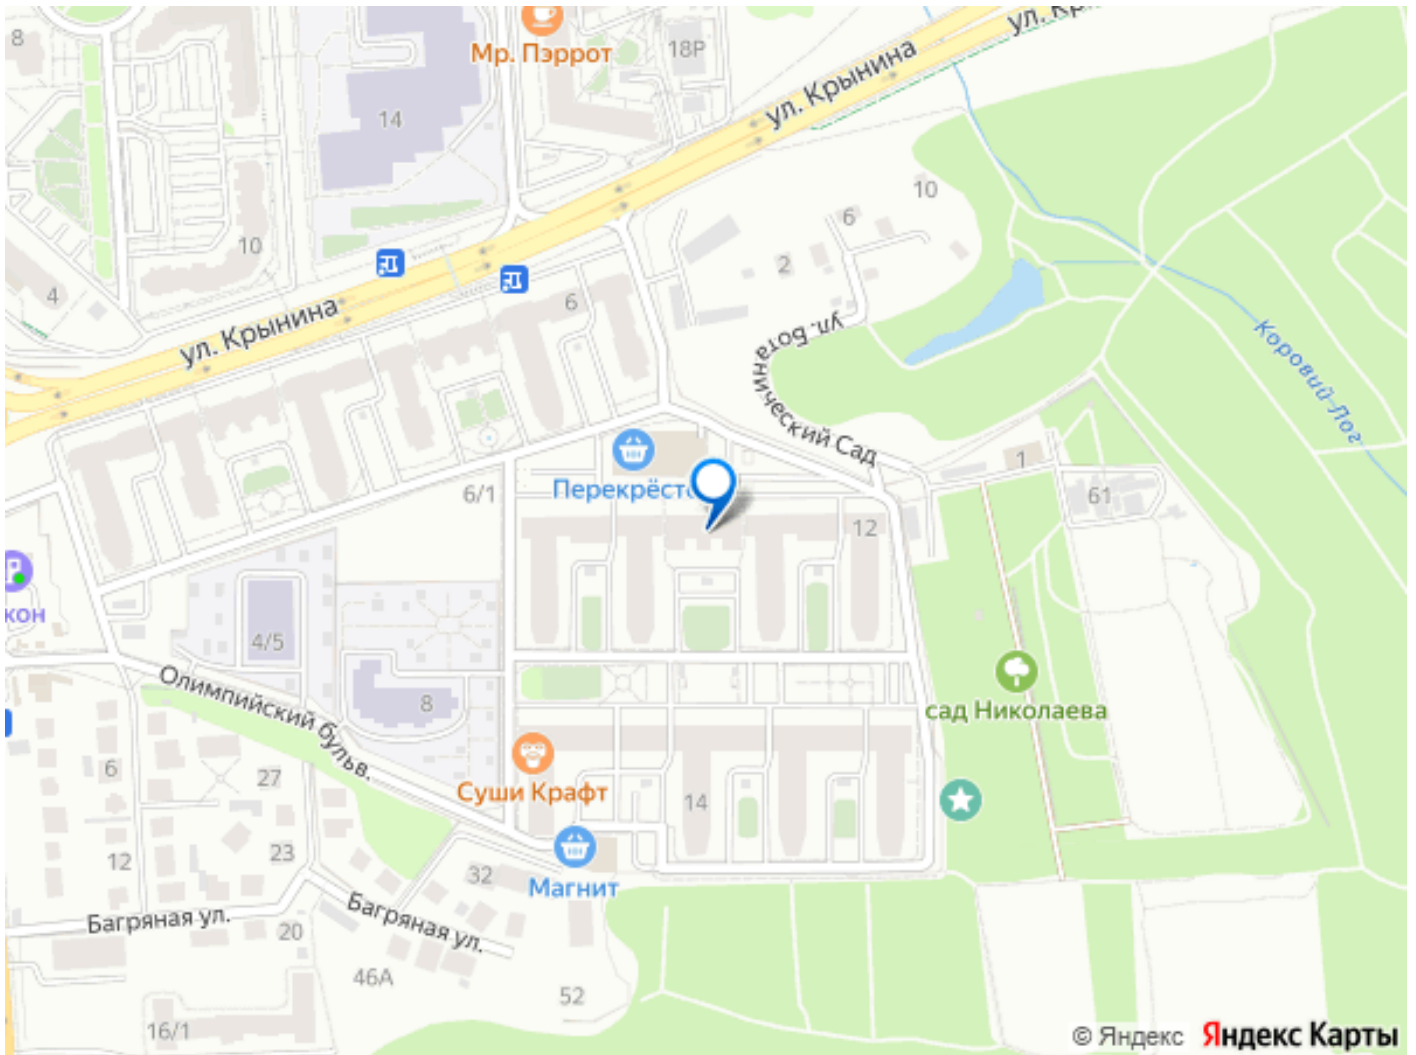 ул. Кры
8
Мр. Пэррот
18Р
ул. Крынина
14
10
6
10
2
4
6
ул. Крынина
ул. Ботанический Сад
Коровий Лог
Перекрёсто
6/1
1
61
12
кон
4/5
Олимпийский бульв.
8
сад Николаева
6
27
Суши Крафт
14
12
23
32
Магнит
Багряная ул.
Багряная ул.
20
46А
52
16/1
© Яндекс Яндекс Карты